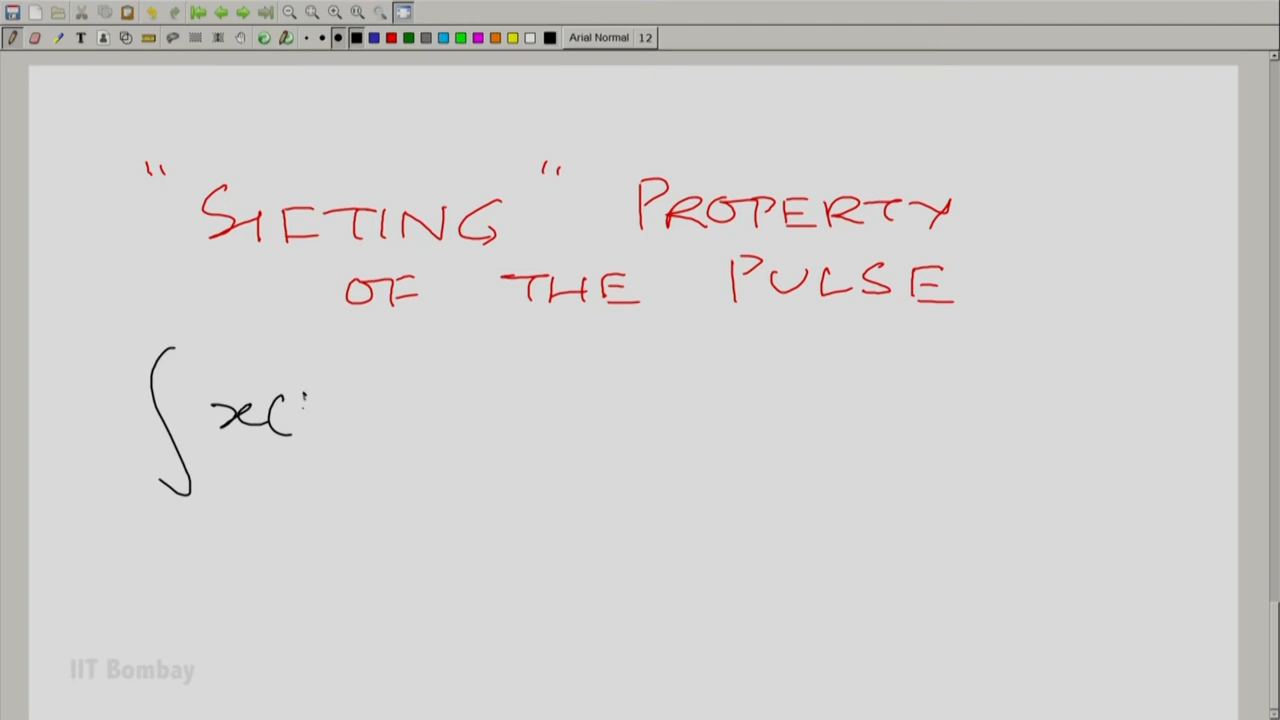 Arial Normal 12
"SIFTING" PROPERTY
OF THE PULSE
∫ x(
IIT Bombay